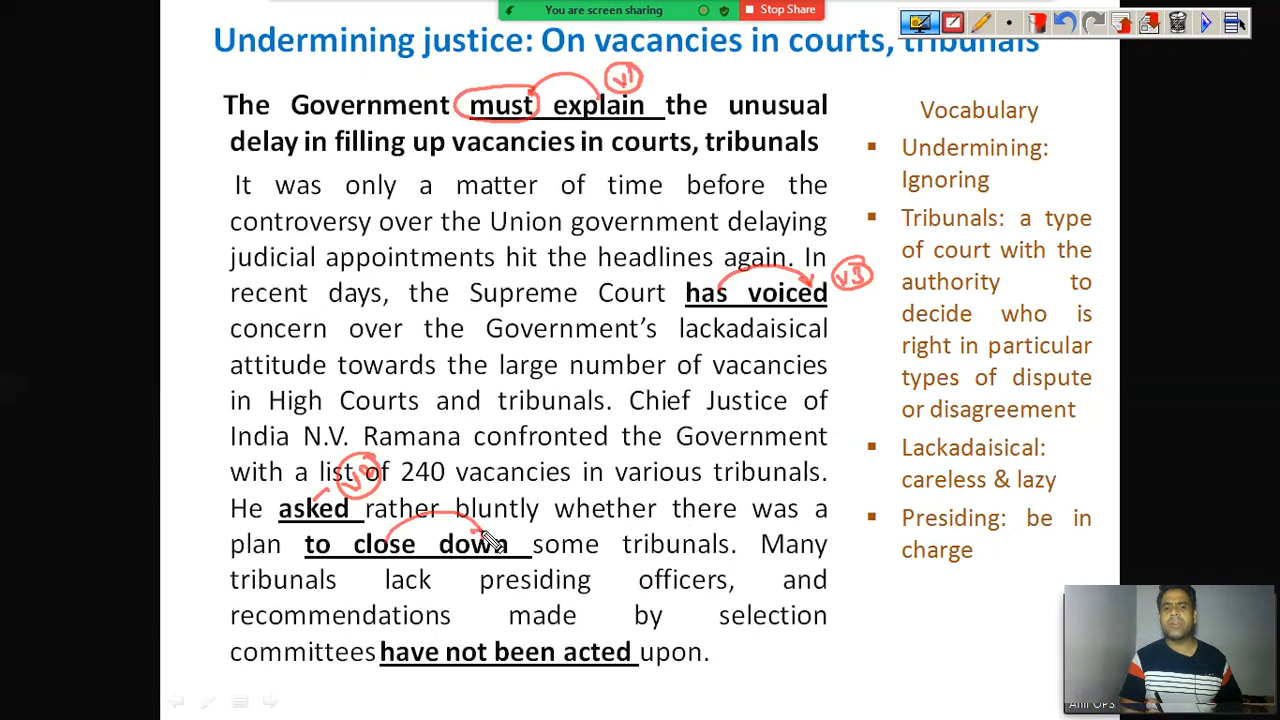 You are screen sharing
Stop Share
Undermining justice: On vacancies in courts, tribunals
The Government must explain the unusual
delay in filling up vacancies in courts, tribunals
V1
It was only a matter of time before the
controversy over the Union government delaying
judicial appointments hit the headlines again. In
recent days, the Supreme Court has voiced
V3
concern over the Government's lackadaisical
attitude towards the large number of vacancies
in High Courts and tribunals. Chief Justice of
India N.V. Ramana confronted the Government
with a list of 240 vacancies in various tribunals.
He asked rather bluntly whether there was a
plan to close down some tribunals. Many
tribunals lack presiding officers, and
recommendations made by selection
committees have not been acted upon.
Vocabulary
▪ Undermining:
Ignoring
▪ Tribunals: a type
of court with the
authority to
decide who is
right in particular
types of dispute
or disagreement
▪ Lackadaisical:
careless & lazy
▪ Presiding: be in
charge